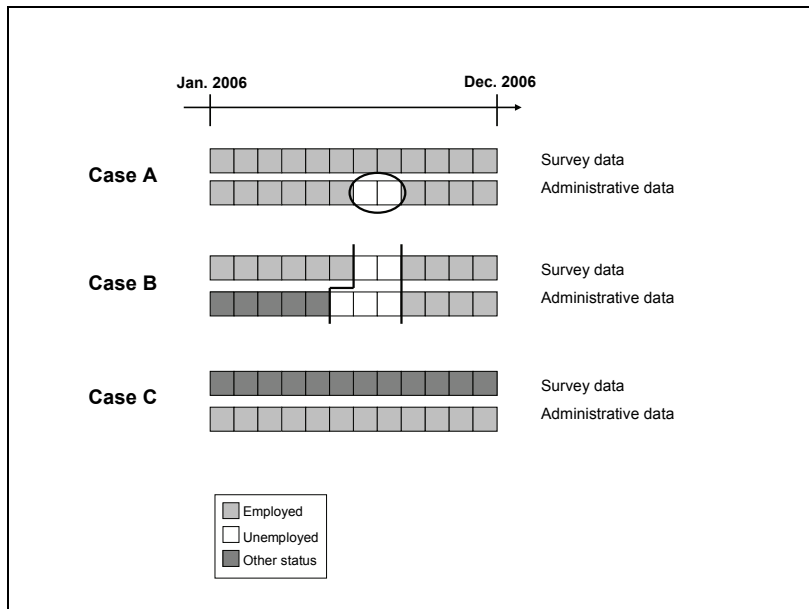 Jan. 2006 Dec. 2006
Case A
Survey data
Administrative data
Case B
Survey data
Administrative data
Case C
Survey data
Administrative data
Employed
Unemployed
Other status